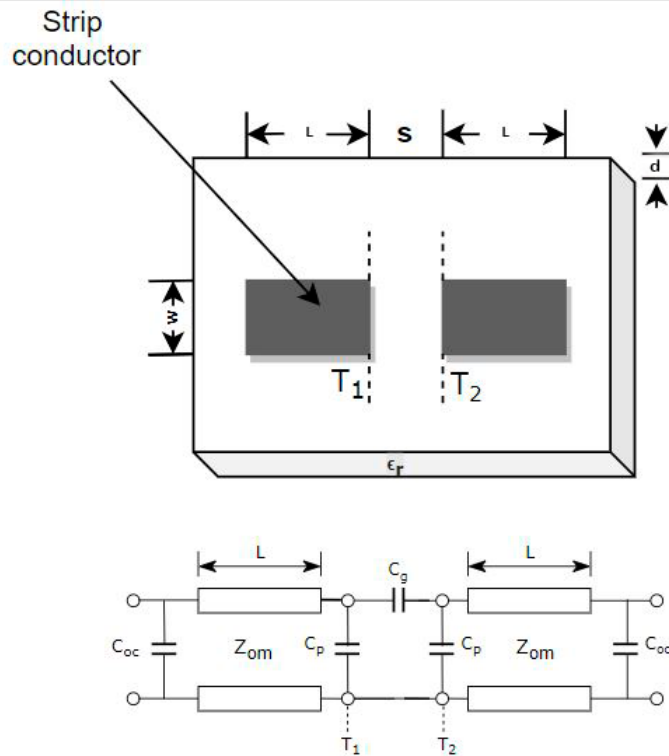 Strip
conductor
L S L
d
w
T1 T2
εr
L L
Cg
Coc Zom Cp Cp Zom Coc
T1 T2